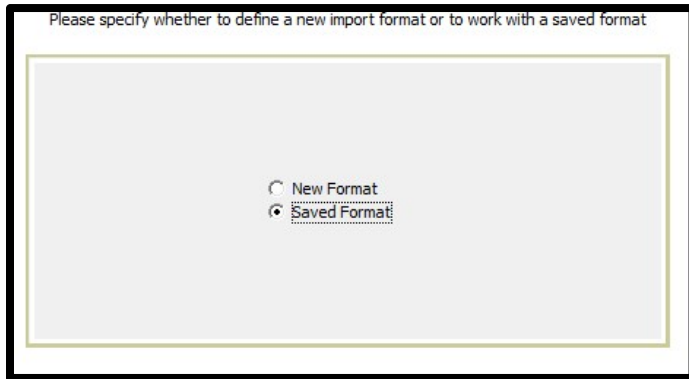 Please specify whether to define a new import format or to work with a saved format
New Format
Saved Format